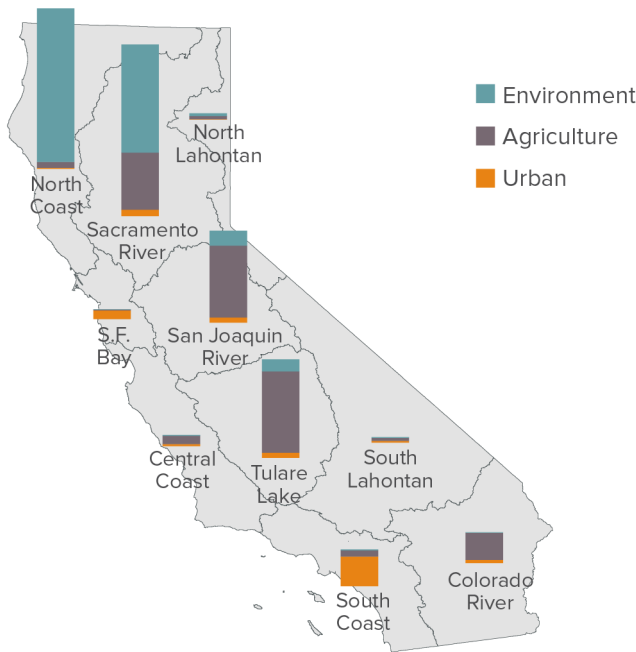 Environment
Agriculture
Urban
North
Lahontan
North
Coast
Sacramento
River
S.F.
Bay
San Joaquin
River
Central
Coast
Tulare
Lake
South
Lahontan
South
Coast
Colorado
River